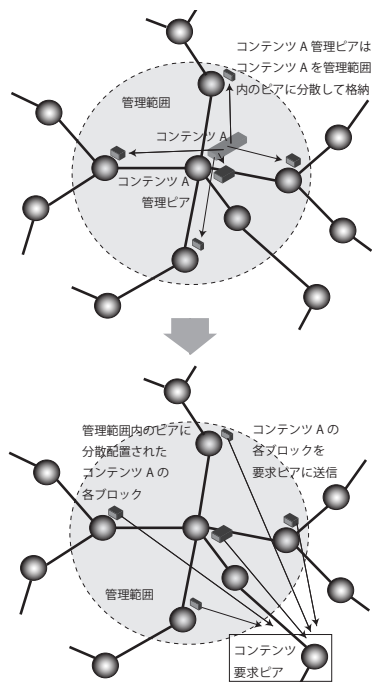 コンテンツ A 管理ピアは
コンテンツ A を管理範囲
内のピアに分散して格納
管理範囲
コンテンツ A
コンテンツ A
管理ピア
管理範囲内のピアに
分散配置された
コンテンツ A の
各ブロック
コンテンツ A の
各ブロックを
要求ピアに送信
管理範囲
コンテンツ
要求ピア